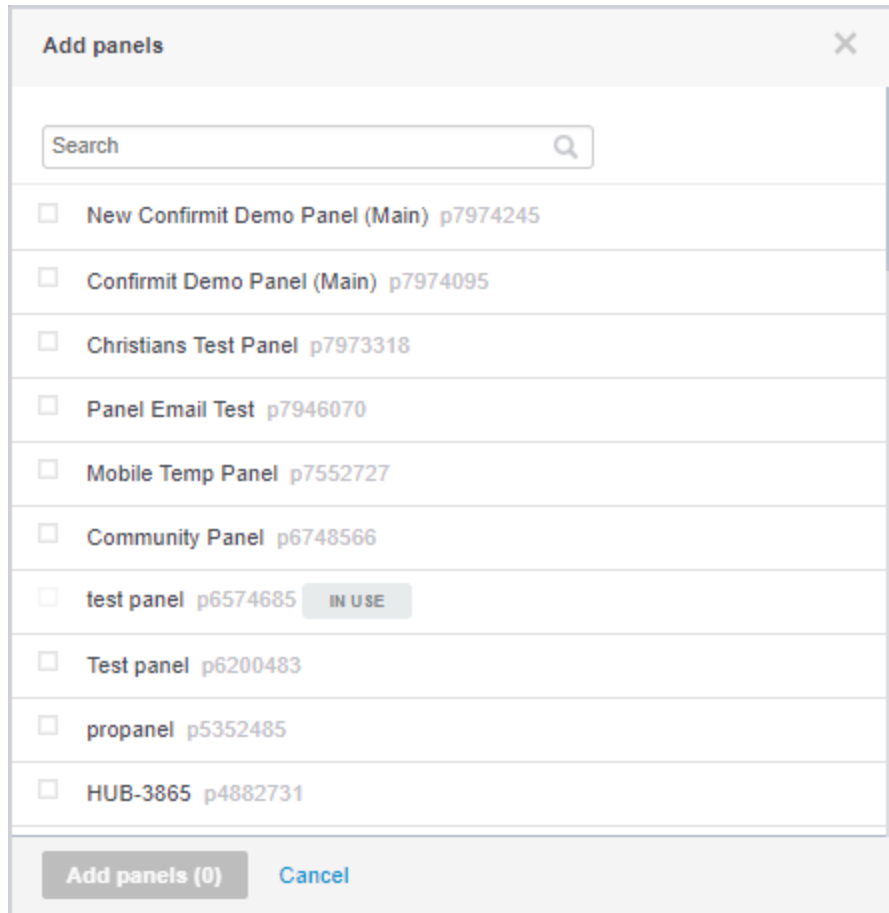 Add panels
Search
New Confirmit Demo Panel (Main) p7974245
Confirmit Demo Panel (Main) p7974095
Christians Test Panel p7973318
Panel Email Test p7946070
Mobile Temp Panel p7552727
Community Panel p6748566
test panel p6574685 IN USE
Test panel p6200483
propanel p5352485
HUB-3865 p4882731
Add panels (0) Cancel